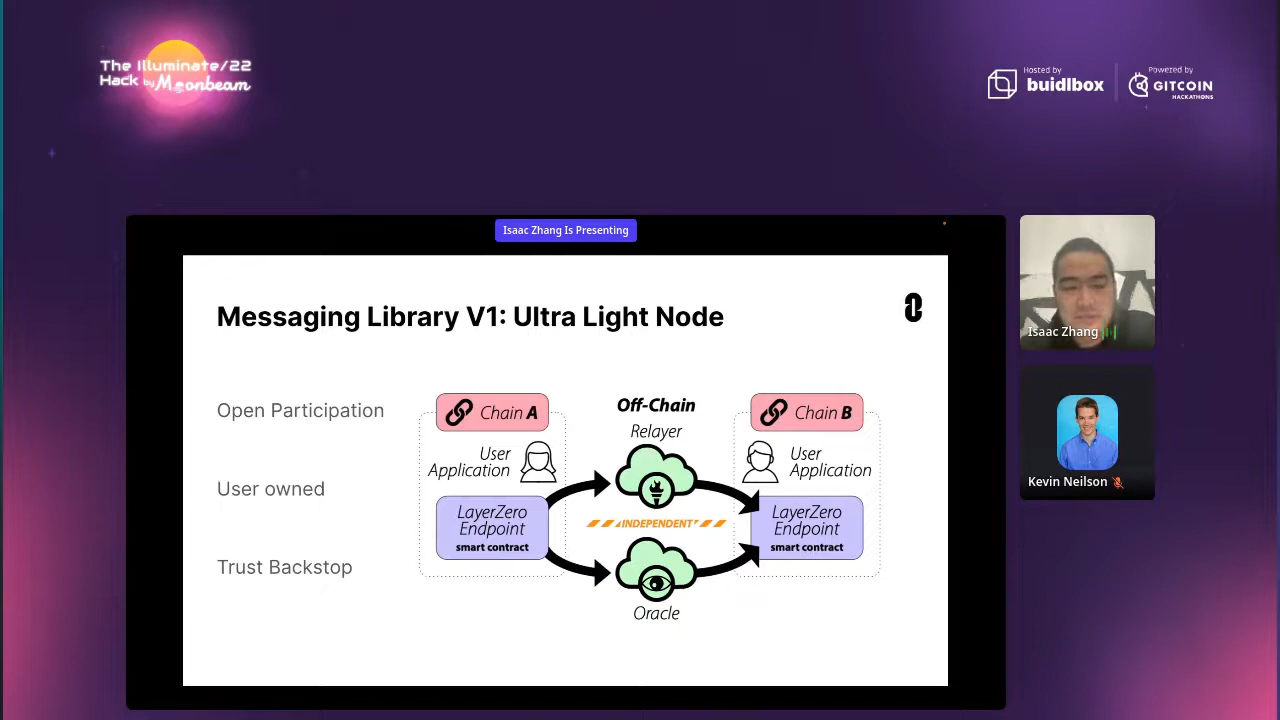 The Illuminate/22
Hack by Moonbeam
Hosted by
buidlbox
Powered by
GITCOIN
HACKATHONS
Isaac Zhang Is Presenting
Messaging Library V1: Ultra Light Node
Open Participation
User owned
Trust Backstop
Chain A
User
Application
LayerZero
Endpoint
smart contract
Off-Chain
Relayer
INDEPENDENT
Oracle
Chain B
User
Application
LayerZero
Endpoint
smart contract
Isaac Zhang
Kevin Neilson